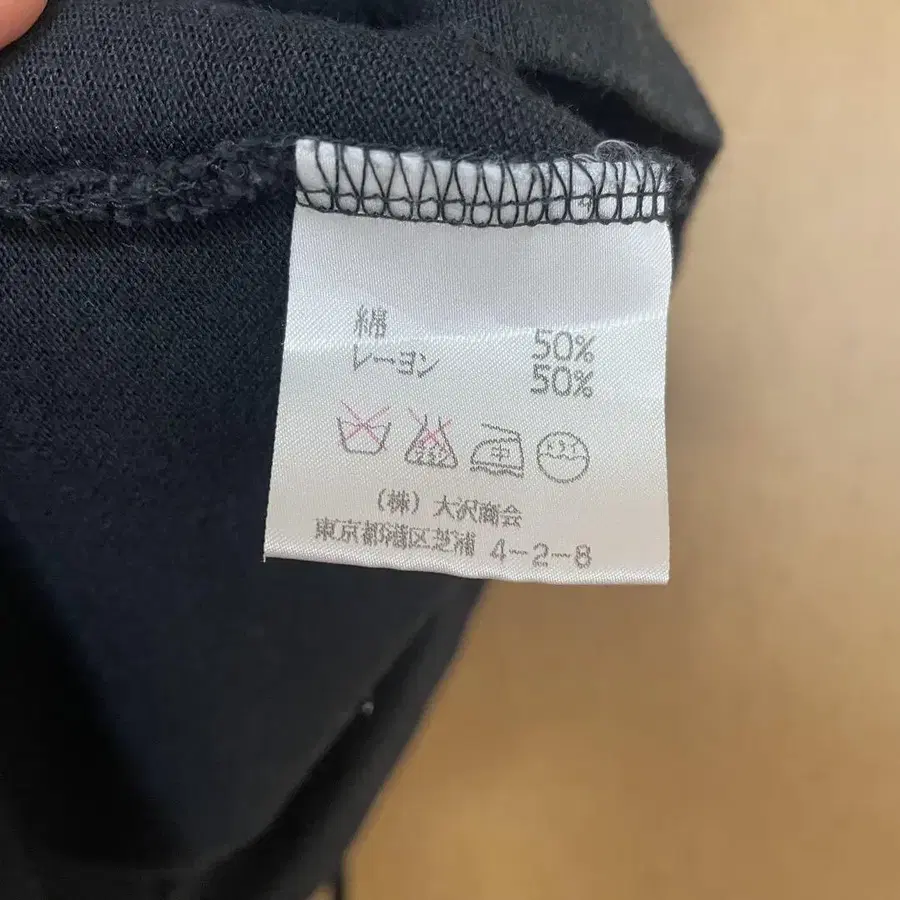 綿 50%
レーヨン 50%
中
(株) 大沢商会
東京都港区芝浦 4-2-8